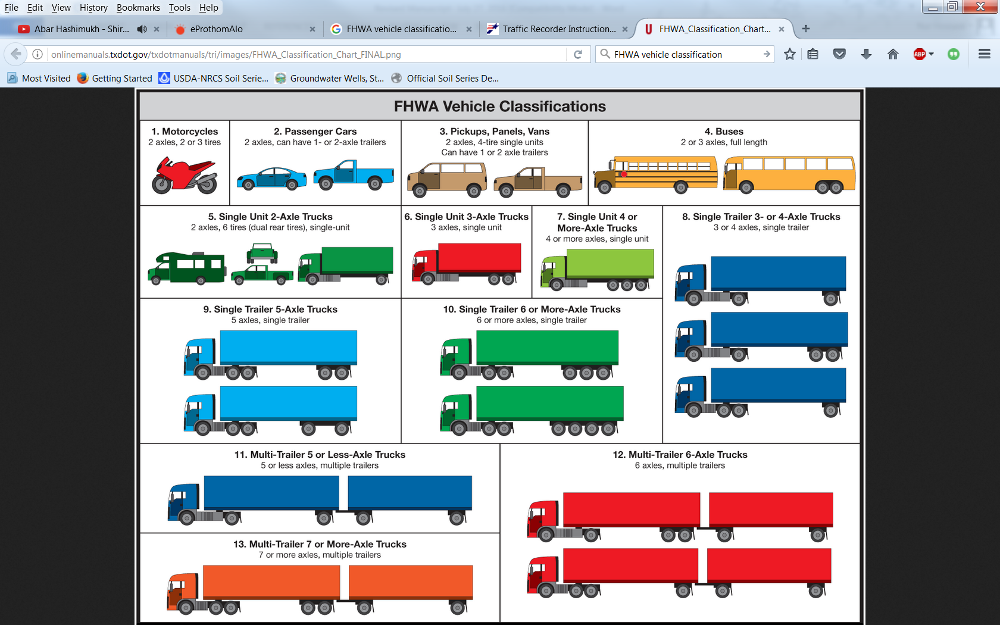 File Edit View History Bookmarks Tools Help
Abar Hashimukh - Shir...
eProthomAlo
FHWA vehicle classificatio...
Traffic Recorder Instruction...
FHWA_Classification_Chart...
onlinemanuals.txdot.gov/txdotmanuals/tri/images/FHWA_Classification_Chart_FINAL.png
FHWA vehicle classification
ABP
Most Visited
Getting Started
USDA-NRCS Soil Serie...
Groundwater Wells, St...
Official Soil Series De...
FHWA Vehicle Classifications
1. Motorcycles
2 axles, 2 or 3 tires
2. Passenger Cars
2 axles, can have 1- or 2-axle trailers
3. Pickups, Panels, Vans
2 axles, 4-tire single units
Can have 1 or 2 axle trailers
4. Buses
2 or 3 axles, full length
5. Single Unit 2-Axle Trucks
2 axles, 6 tires (dual rear tires), single-unit
6. Single Unit 3-Axle Trucks
3 axles, single unit
7. Single Unit 4 or
More-Axle Trucks
4 or more axles, single unit
8. Single Trailer 3- or 4-Axle Trucks
3 or 4 axles, single trailer
9. Single Trailer 5-Axle Trucks
5 axles, single trailer
10. Single Trailer 6 or More-Axle Trucks
6 or more axles, single trailer
11. Multi-Trailer 5 or Less-Axle Trucks
5 or less axles, multiple trailers
12. Multi-Trailer 6-Axle Trucks
6 axles, multiple trailers
13. Multi-Trailer 7 or More-Axle Trucks
7 or more axles, multiple trailers